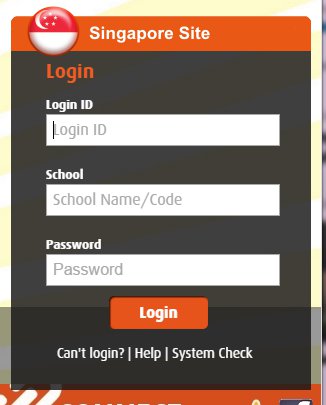 Singapore Site
Login
Login ID
Login ID
School
School Name/Code
Password
Password
Login
Can't login? | Help | System Check